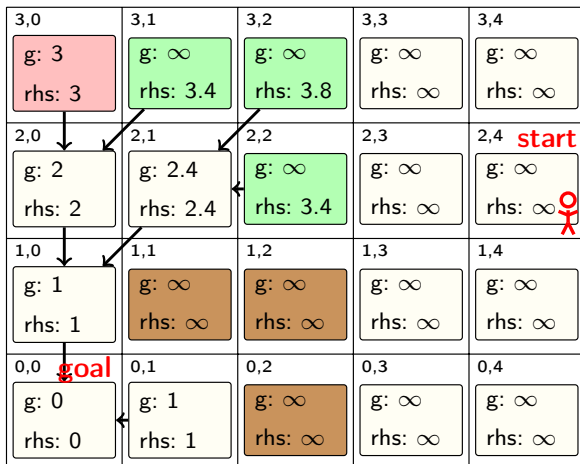 3,0 3,1 3,2 3,3 3,4
g: 3 g: ∞ g: ∞ g: ∞ g: ∞
rhs: 3 rhs: 3.4 rhs: 3.8 rhs: ∞ rhs: ∞
2,0 2,1 2,2 2,3 2,4 start
g: 2 g: 2.4 g: ∞ g: ∞ g: ∞
rhs: 2 rhs: 2.4 rhs: 3.4 rhs: ∞ rhs: ∞
1,0 1,1 1,2 1,3 1,4
g: 1 g: ∞ g: ∞ g: ∞ g: ∞
rhs: 1 rhs: ∞ rhs: ∞ rhs: ∞ rhs: ∞
0,0 goal 0,1 0,2 0,3 0,4
g: 0 g: 1 g: ∞ g: ∞ g: ∞
rhs: 0 rhs: 1 rhs: ∞ rhs: ∞ rhs: ∞